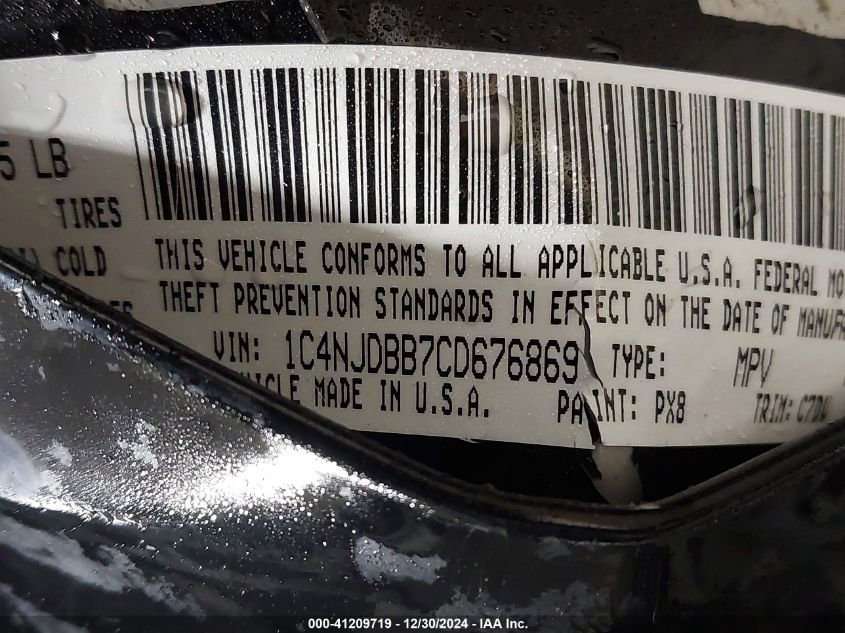 5 LB
TIRES
COLD
THIS VEHICLE CONFORMS TO ALL APPLICABLE U.S.A. FEDERAL MO
THEFT PREVENTION STANDARDS IN EFFECT ON THE DATE OF MANUFA
VIN: 1C4NJDBB7CD676869 TYPE: MPV
VEHICLE MADE IN U.S.A. PAINT: PX8 TRIM:
000-41209719 - 12/30/2024 - IAA Inc.